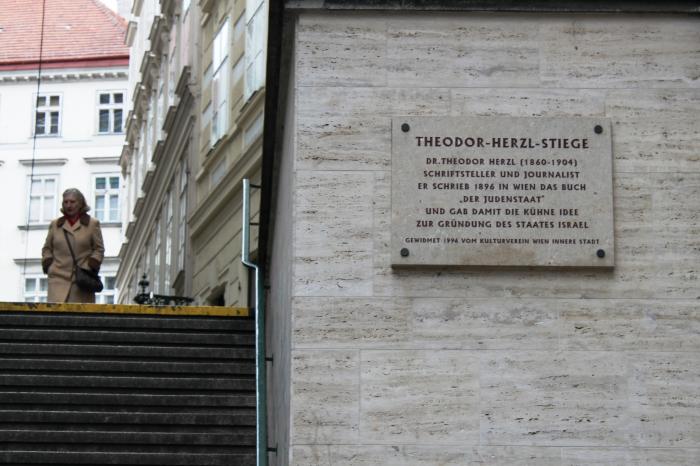 THEODOR-HERZL-STIEGE
DR. THEODOR HERZL (1860-1904)
SCHRIFTSTELLER UND JOURNALIST
ER SCHRIEB 1896 IN WIEN DAS BUCH
„DER JUDENSTAAT“
UND GAB DAMIT DIE KÜHNE IDEE
ZUR GRÜNDUNG DES STAATES ISRAEL
GEWIDMET 1996 VOM KULTURVEREIN WIEN INNERE STADT